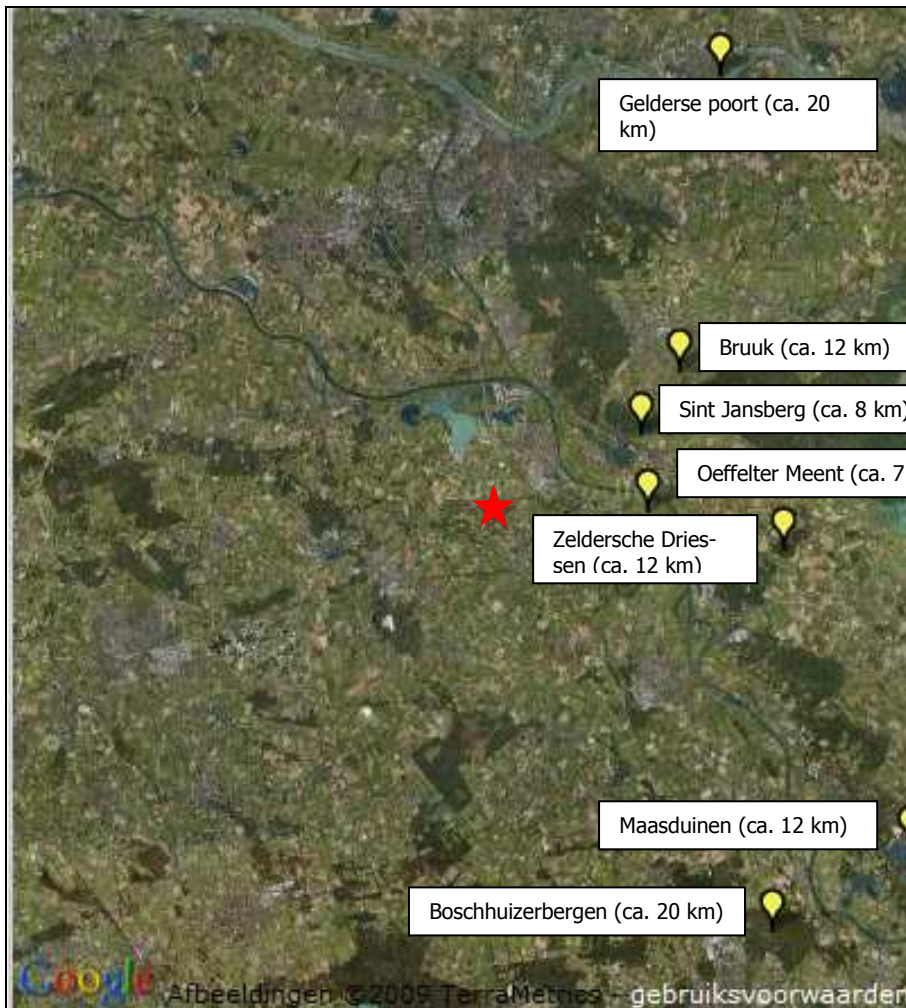 Gelderse poort (ca. 20
km)
Bruuk (ca. 12 km)
Sint Jansberg (ca. 8 km)
Oeffelter Meent (ca. 7
Zeldersche Dries-
sen (ca. 12 km)
Maasduinen (ca. 12 km)
Boschhuizerbergen (ca. 20 km)
Google Afbeeldingen ©2009 TerraMetrics - gebruiksvoorwaarden